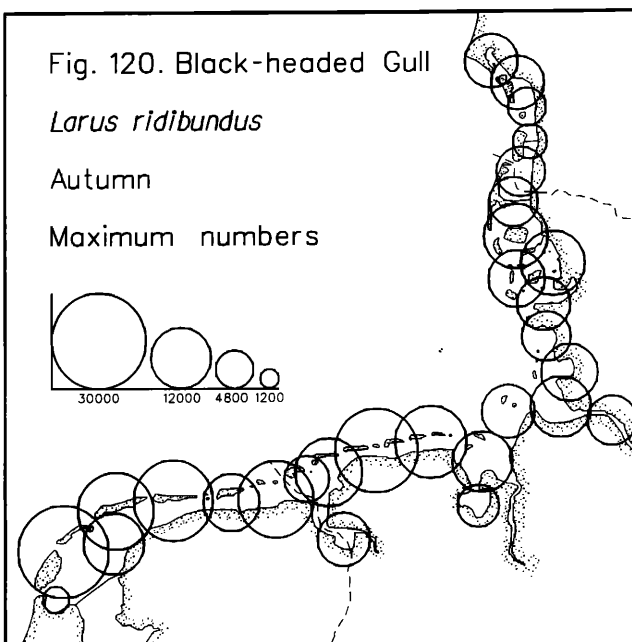 Fig. 120. Black-headed Gull
Larus ridibundus
Autumn
Maximum numbers
30000 12000 4800 1200